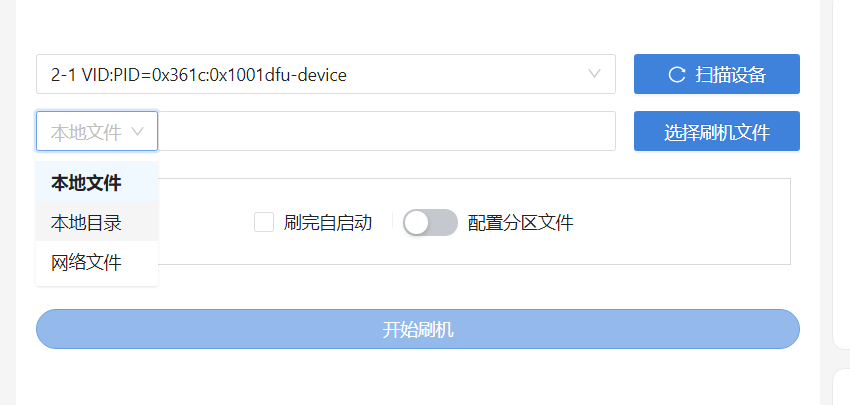 2-1 VID:PID=0x361c:0x1001dfu-device
扫描设备
本地文件
选择刷机文件
本地文件
本地目录
刷完自启动
配置分区文件
网络文件
开始刷机